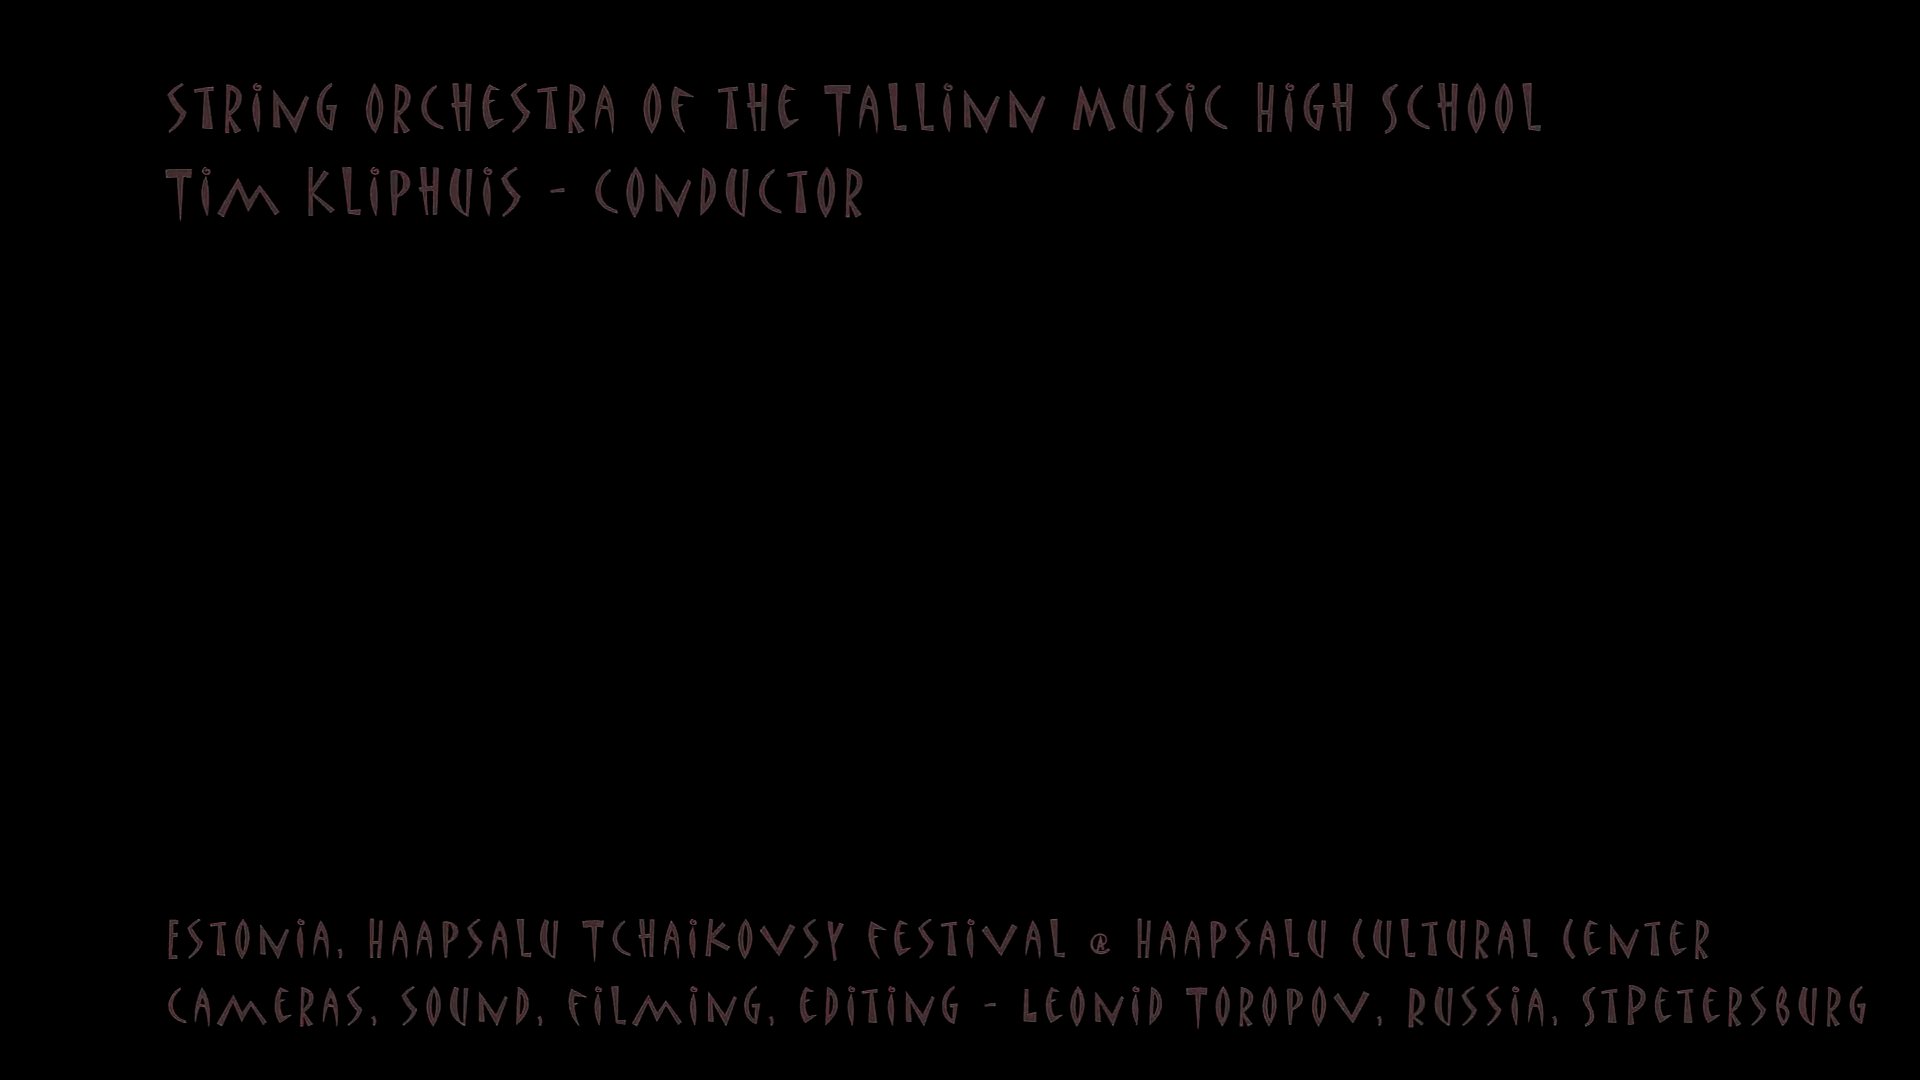 STRiNG ORCHESTRA OF THE TALLiNN MUSiC HiGH SCHOOL
TiM KLiPHUiS - CONDUCTOR
ESTONiA, HAAPSALU TCHAiKOVSY FESTiVAL @ HAAPSALU CULTURAL CENTER
CAMERAS, SOUND, FiLMiNG, EDiTiNG - LEONiD TOROPOV, RUSSiA, STPETERSBURG